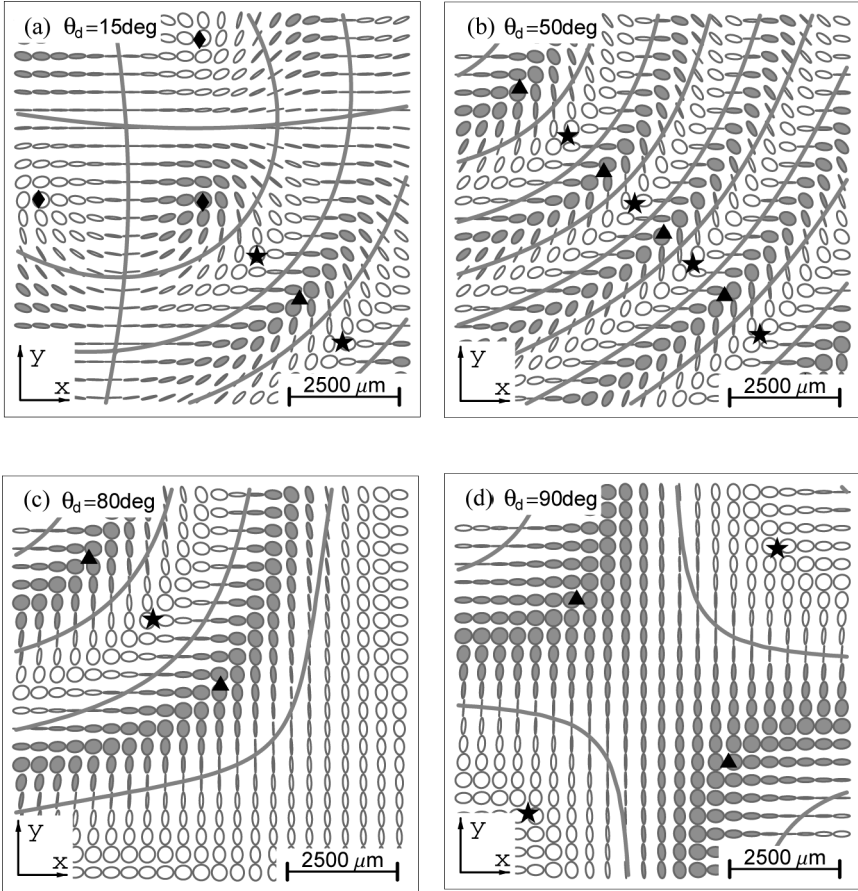 (a) θd=15deg
y
x
2500 μm
(b) θd=50deg
y
x
2500 μm
(c) θd=80deg
y
x
2500 μm
(d) θd=90deg
y
x
2500 μm